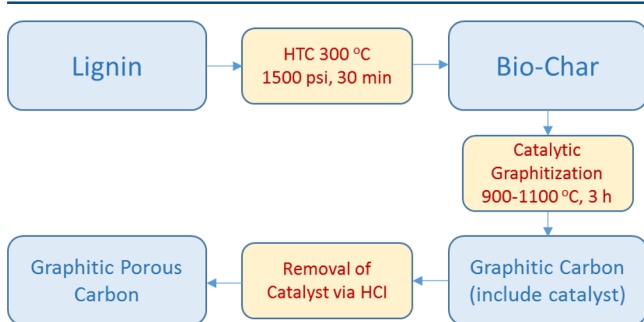 Lignin
HTC 300 °C
1500 psi, 30 min
Bio-Char
Catalytic
Graphitization
900-1100 °C, 3 h
Graphitic Carbon
(include catalyst)
Removal of
Catalyst via HCl
Graphitic Porous
Carbon